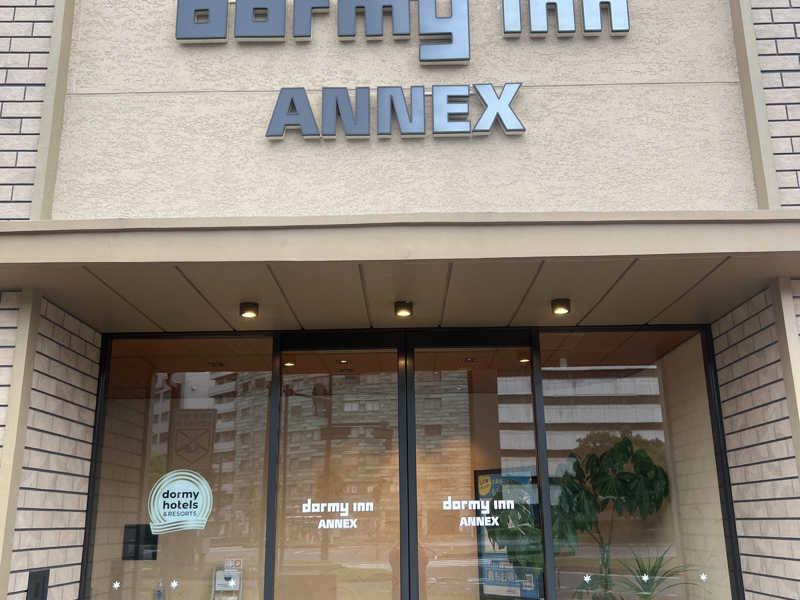 dormy inn
ANNEX
dormy
hotels
& RESORTS
dormy inn
ANNEX
dormy inn
ANNEX